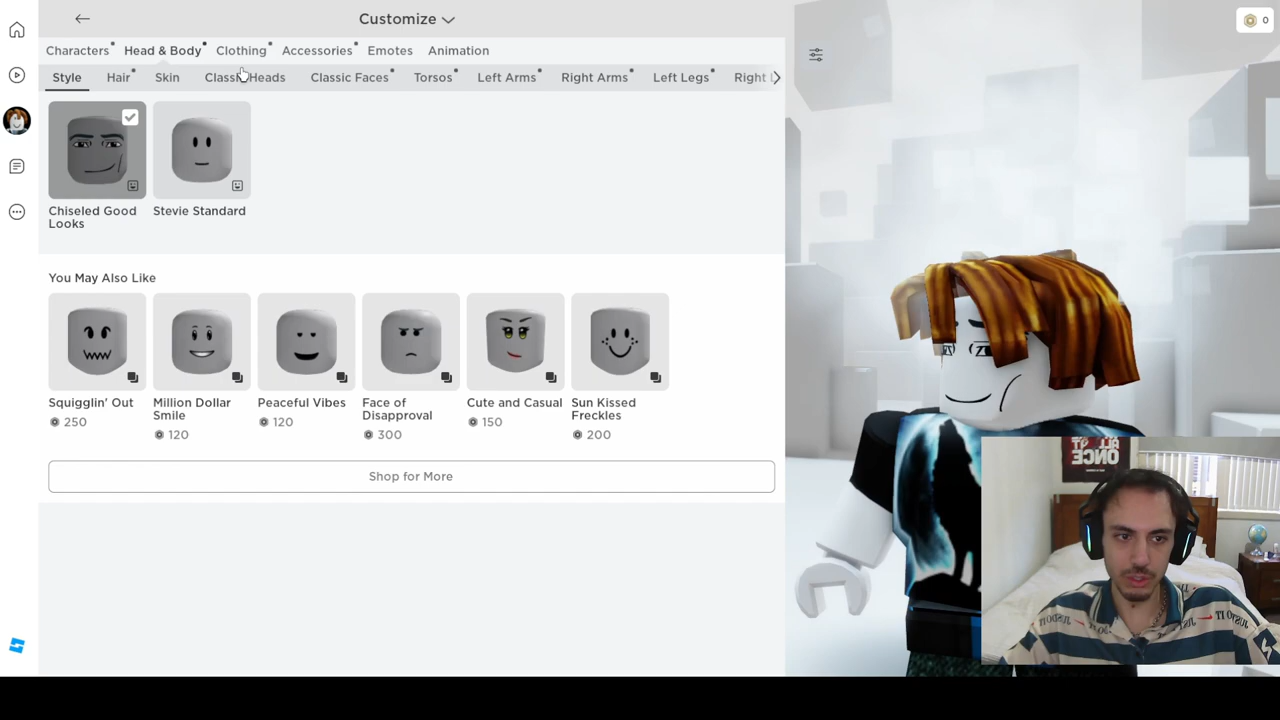 Customize
0
Characters Head & Body Clothing Accessories Emotes Animation
Style Hair Skin Classic Heads Classic Faces Torsos Left Arms Right Arms Left Legs Right
Chiseled Good Looks
Stevie Standard
You May Also Like
Squigglin' Out
250
Million Dollar Smile
120
Peaceful Vibes
120
Face of Disapproval
300
Cute and Casual
150
Sun Kissed Freckles
200
Shop for More
ALL AT
ONCE